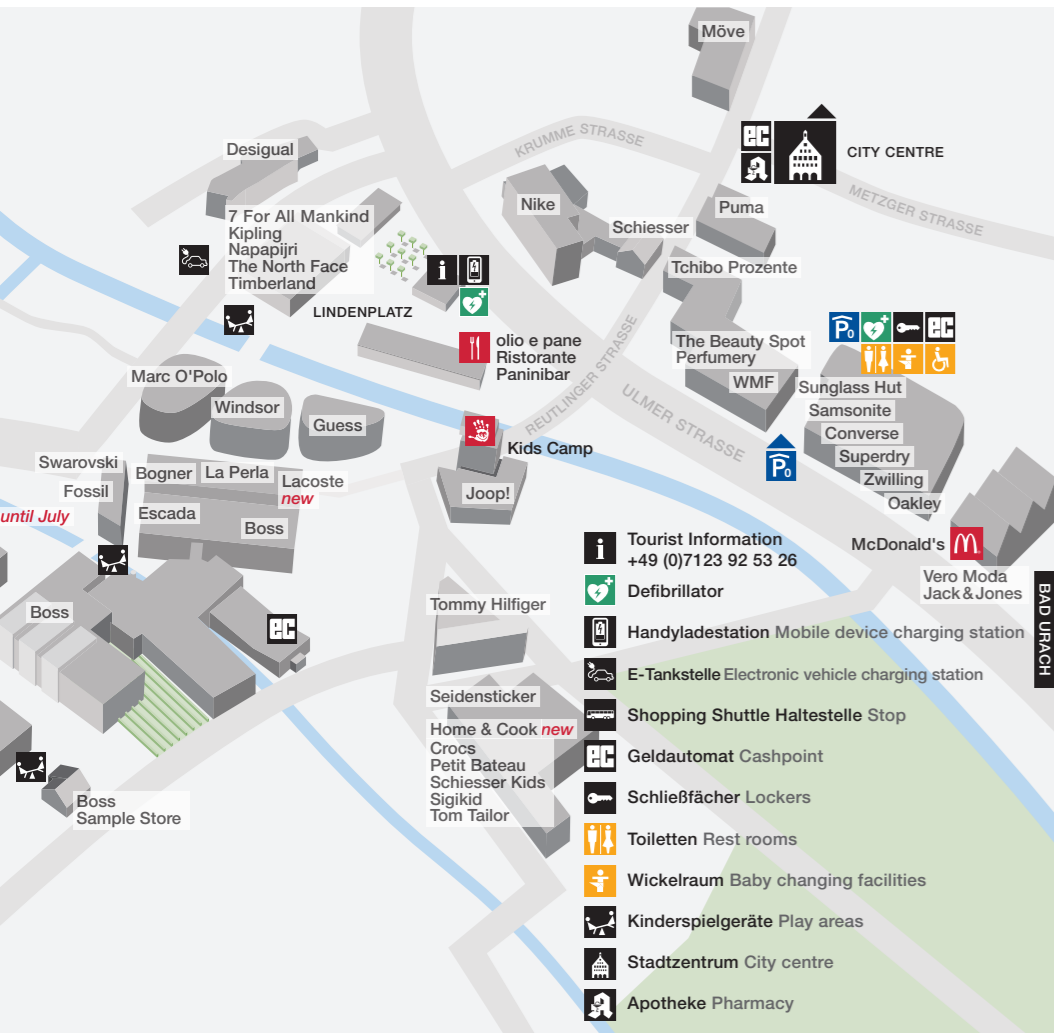 Möve
KRUMME STRASSE
ec
CITY CENTRE
Desigual
METZGER STRASSE
Nike
Puma
7 For All Mankind
Kipling
Napapijri
The North Face
Timberland
Schiesser
Tchibo Prozente
i
LINDENPLATZ
olio e pane
Ristorante
Paninibar
REUTLINGER STRASSE
ULMER STRASSE
P0
ec
The Beauty Spot
Perfumery
WMF
Sunglass Hut
Samsonite
Converse
Superdry
Zwilling
Oakley
P0
Marc O'Polo
Windsor
Guess
Kids Camp
Joop!
Swarovski
Fossil
Bogner
La Perla
Lacoste
new
Escada
Boss
until July
McDonald's
Vero Moda
Jack & Jones
BAD URACH
Boss
ec
Tommy Hilfiger
Seidensticker
Home & Cook new
Crocs
Petit Bateau
Schiesser Kids
Sigikid
Tom Tailor
Boss
Sample Store
i Tourist Information
+49 (0)7123 92 53 26
Defibrillator
Handyladestation Mobile device charging station
E-Tankstelle Electronic vehicle charging station
Shopping Shuttle Haltestelle Stop
ec Geldautomat Cashpoint
Schließfächer Lockers
Toiletten Rest rooms
Wickelraum Baby changing facilities
Kinderspielgeräte Play areas
Stadtzentrum City centre
Apotheke Pharmacy